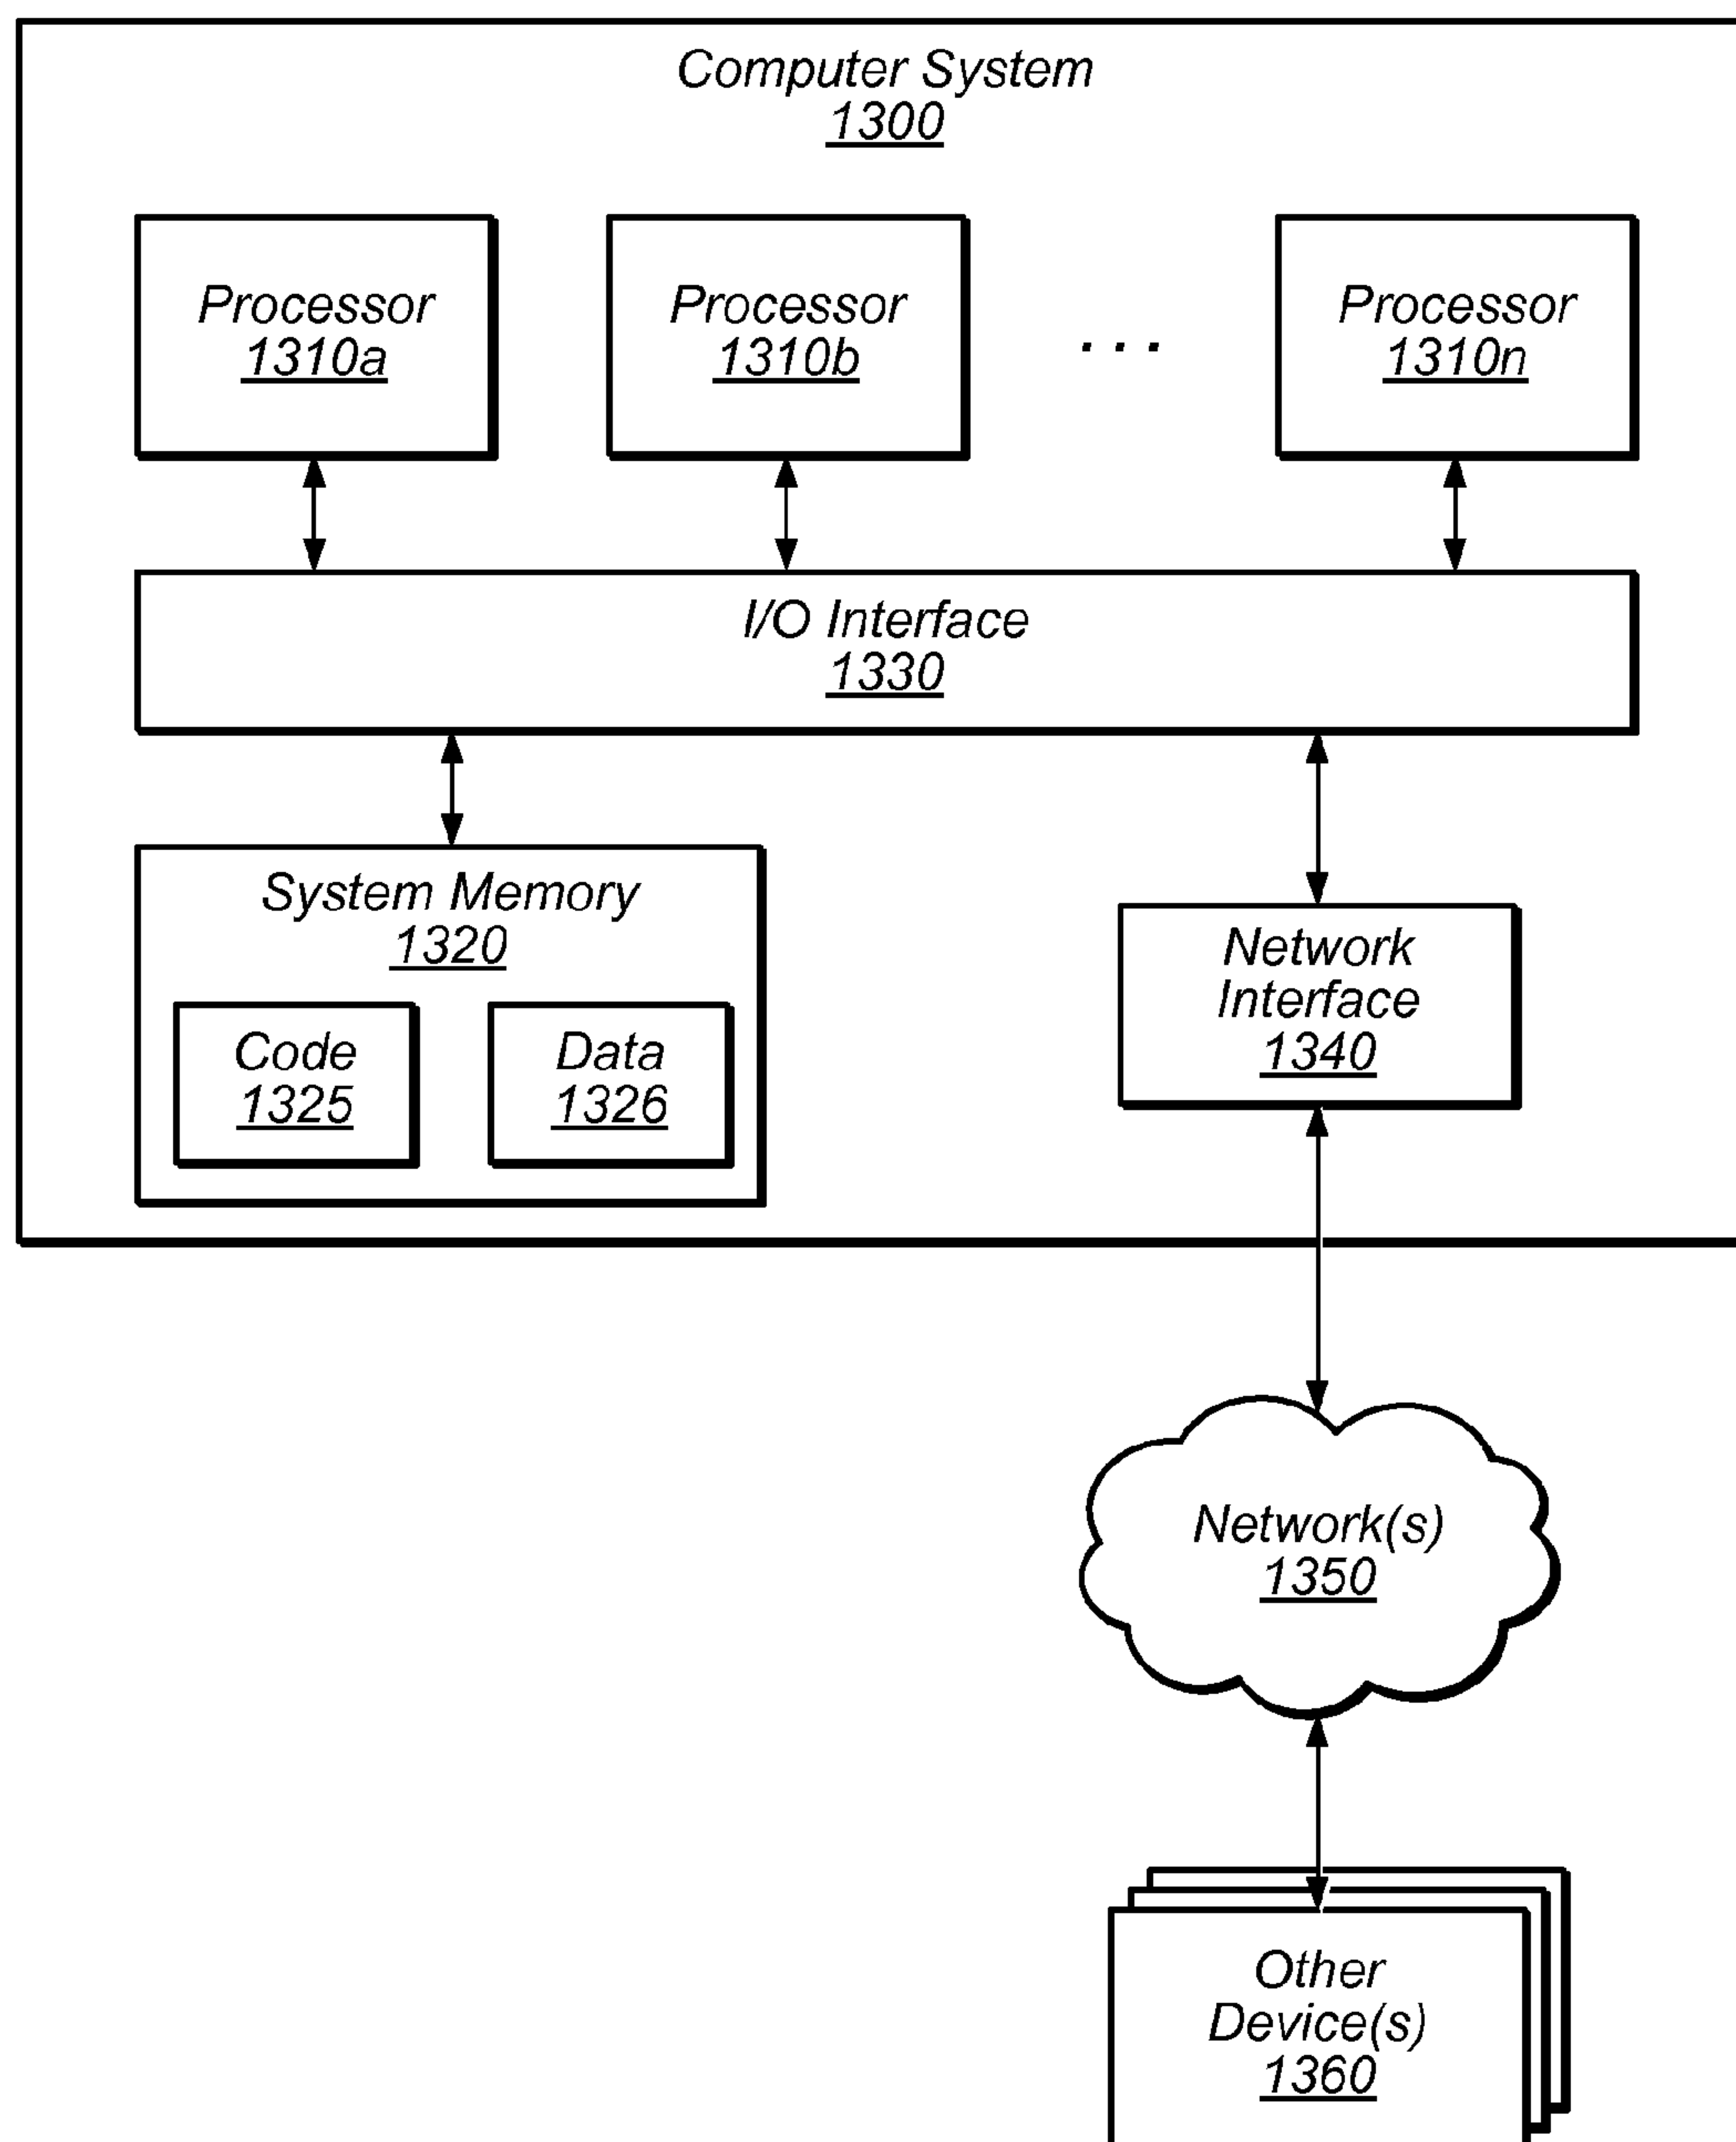 Computer System
1300
Processor
1310a
Processor
1310b
. . .
Processor
1310n
I/O Interface
1330
System Memory
1320
Code
1325
Data
1326
Network
Interface
1340
Network(s)
1350
Other
Device(s)
1360